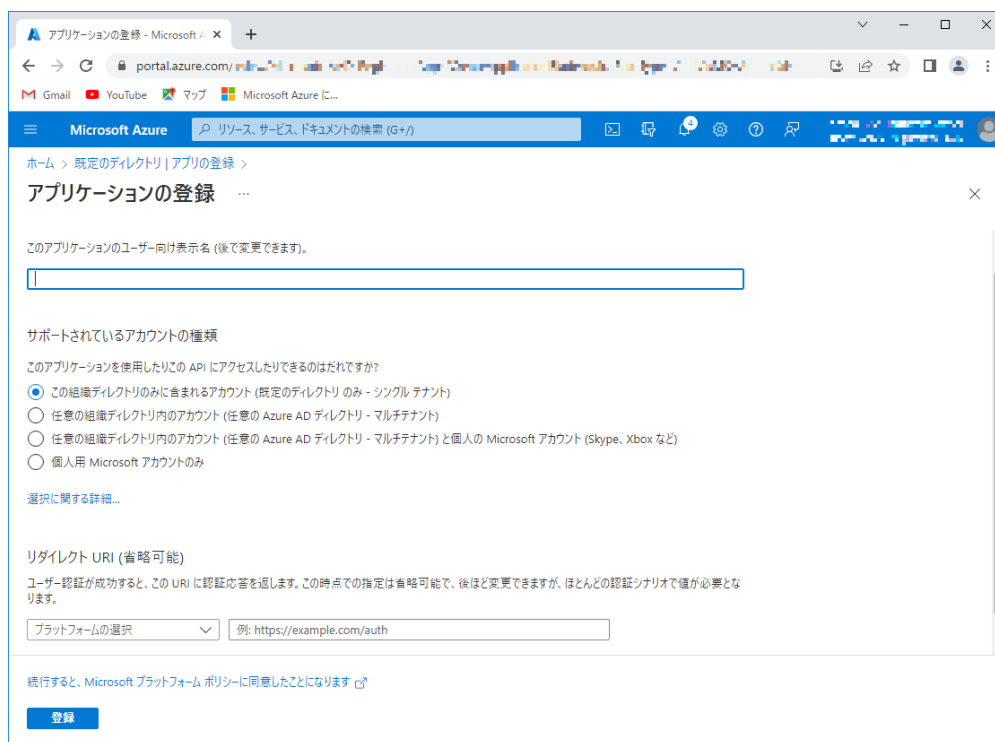 アプリケーションの登録 - Microsoft A
portal.azure.com/
Gmail YouTube マップ Microsoft Azure に...
Microsoft Azure リソース、サービス、ドキュメントの検索 (G+/) 4
ホーム > 既定のディレクトリ | アプリの登録 >
アプリケーションの登録 ...
このアプリケーションのユーザー向け表示名 (後で変更できます)。
サポートされているアカウントの種類
このアプリケーションを使用したりこの API にアクセスしたりできるのはだれですか?
この組織ディレクトリのみに含まれるアカウント (既定のディレクトリ のみ - シングル テナント)
任意の組織ディレクトリ内のアカウント (任意の Azure AD ディレクトリ - マルチテナント)
任意の組織ディレクトリ内のアカウント (任意の Azure AD ディレクトリ - マルチテナント) と個人の Microsoft アカウント (Skype、Xbox など)
個人用 Microsoft アカウントのみ
選択に関する詳細...
リダイレクト URI (省略可能)
ユーザー認証が成功すると、この URI に認証応答を返します。この時点での指定は省略可能で、後ほど変更できますが、ほとんどの認証シナリオで値が必要とな
ります。
プラットフォームの選択 例: https://example.com/auth
続行すると、Microsoft プラットフォーム ポリシーに同意したことになります
登録